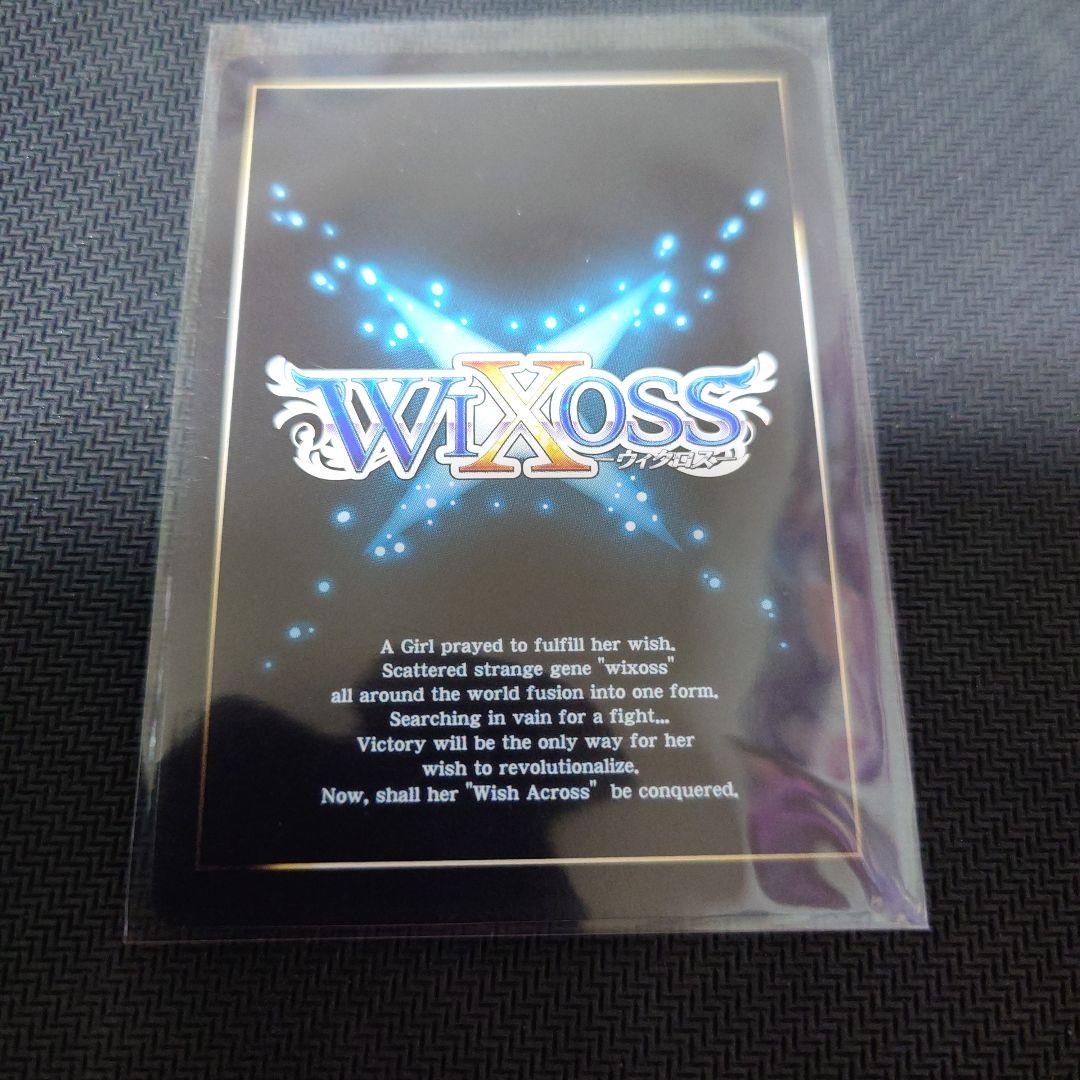 WIXOSS
—ウィクロス—
A Girl prayed to fulfill her wish.
Scattered strange gene "wixoss"
all around the world fusion into one form.
Searching in vain for a fight...
Victory will be the only way for her
wish to revolutionalize.
Now, shall her "Wish Across" be conquered.